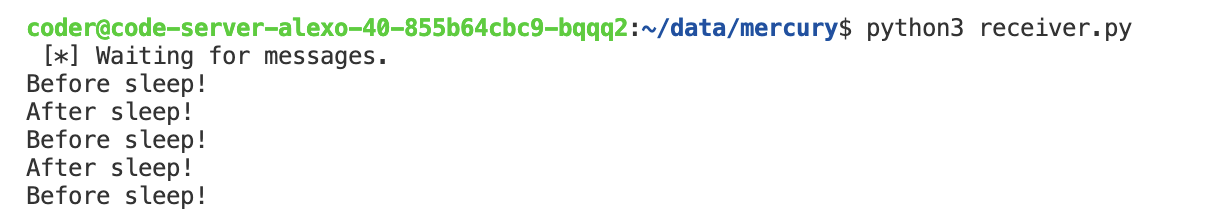 coder@code-server-alexo-40-855b64cbc9-bqqq2:~/data/mercury$ python3 receiver.py
 [*] Waiting for messages.
Before sleep!
After sleep!
Before sleep!
After sleep!
Before sleep!